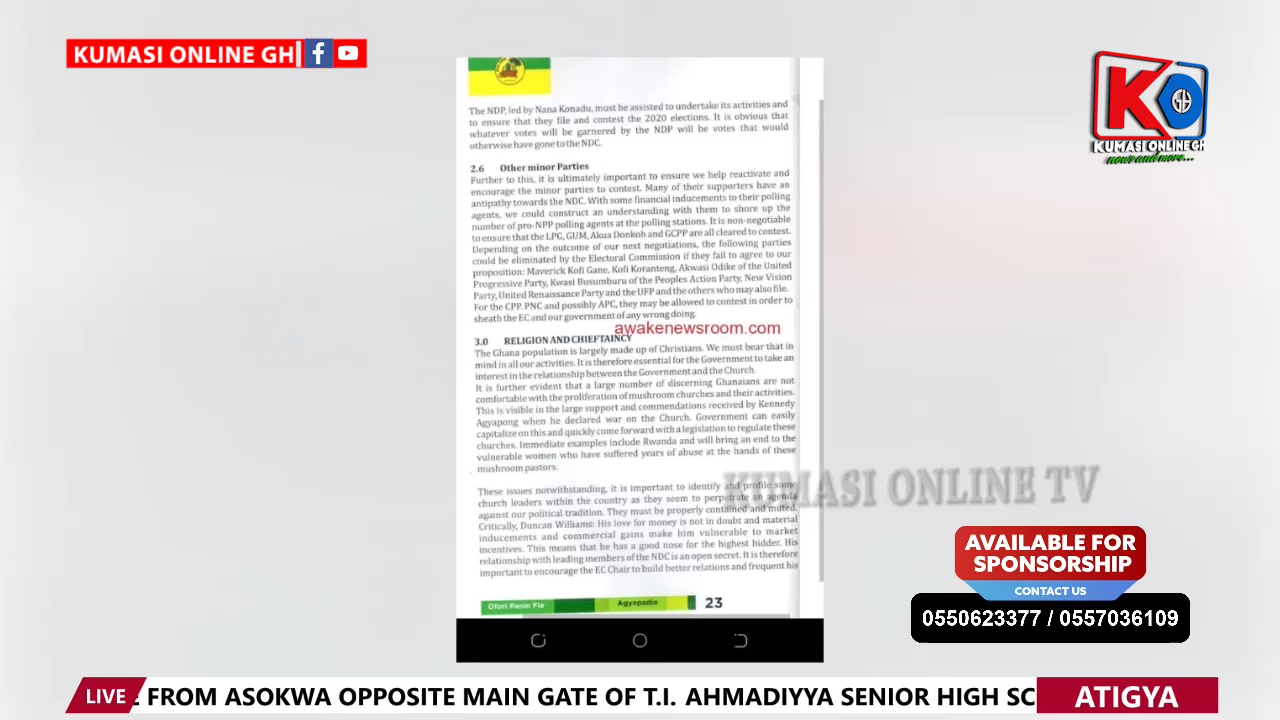 KUMASI ONLINE GH
KUMASI ONLINE GH
news and more...
The NDP, led by Nana Konadu, must be assisted to undertake its activities and
to ensure that they file and contest the 2020 elections. It is obvious that
whatever votes will be garnered by the NDP will be votes that would
otherwise have gone to the NDC.
2.6 Other minor Parties
Further to this, it is ultimately important to ensure we help reactivate and
encourage the minor parties to contest. Many of their supporters have an
antipathy towards the NDC. With some financial inducements to their polling
agents, we could construct an understanding with them to shore up the
number of pro-NPP polling agents at the polling stations. It is non-negotiable
to ensure that the LPG, GUM, Akua Donkoh and GCPP are all cleared to contest.
Depending on the outcome of our next negotiations, the following parties
could be eliminated by the Electoral Commission if they fail to agree to our
proposition: Maverick Kofi Gane, Kofi Koranteng, Akwasi Odike of the United
Progressive Party, Kwasi Busumburu of the Peoples Action Party, New Vision
Party, United Renaissance Party and the UFP and the others who may also file.
For the CPP. PNC and possibly APC, they may be allowed to contest in order to
sheath the EC and our government of any wrong doing.
awakenewsroom.com
3.0 RELIGION AND CHIEFTAINCY
The Ghana population is largely made up of Christians. We must bear that in
mind in all our activities. It is therefore essential for the Government to take an
interest in the relationship between the Government and the Church.
It is further evident that a large number of discerning Ghanaians are not
comfortable with the proliferation of mushroom churches and their activities.
This is visible in the large support and commendations received by Kennedy
Agyapong when he declared war on the Church. Government can easily
capitalize on this and quickly come forward with a legislation to regulate these
churches. Immediate examples include Rwanda and will bring an end to the
vulnerable women who have suffered years of abuse at the hands of these
mushroom pastors.
These issues notwithstanding, it is important to identify and profile some
church leaders within the country as they seem to perpetrate an agenda
against our political tradition. They must be properly contained and muted.
Critically, Duncan Williams: His love for money is not in doubt and material
inducements and commercial gains make him vulnerable to market
incentives. This means that he has a good nose for the highest bidder. His
relationship with leading members of the NDC is an open secret. It is therefore
important to encourage the EC Chair to build better relations and frequent his
Ofori Panin Fie Agyapadie 23
KUMASI ONLINE TV
AVAILABLE FOR
SPONSORSHIP
CONTACT US
0550623377 / 0557036109
LIVE FROM ASOKWA OPPOSITE MAIN GATE OF T.I. AHMADIYYA SENIOR HIGH SC
ATIGYA